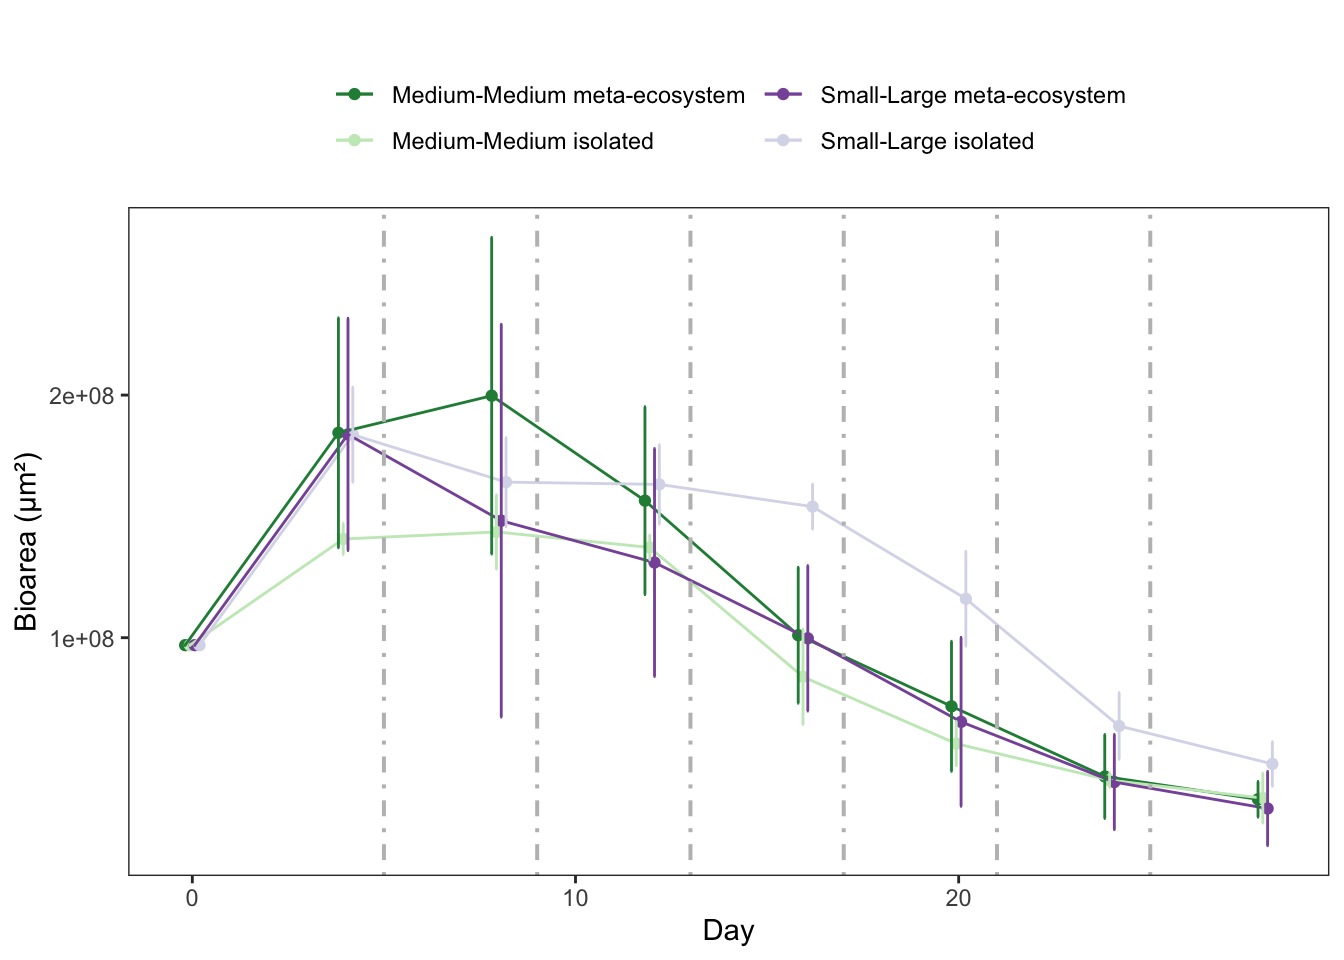 Medium-Medium meta-ecosystem
Small-Large meta-ecosystem
Medium-Medium isolated
Small-Large isolated
2e+08
1e+08
Bioarea (μm²)
0
10
20
Day